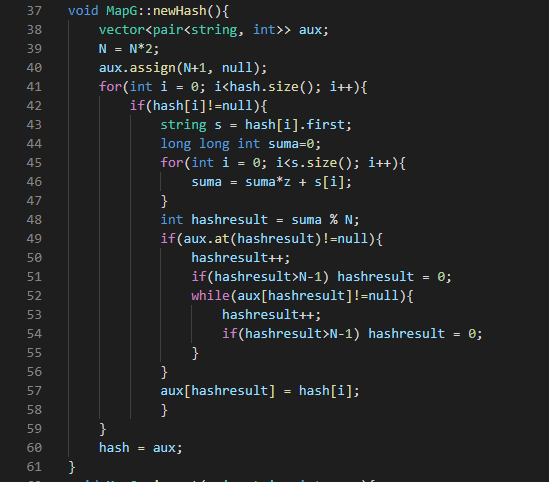 37 void MapG::newHash(){
38     vector<pair<string, int>> aux;
39     N = N*2;
40     aux.assign(N+1, null);
41     for(int i = 0; i<hash.size(); i++){
42         if(hash[i]!=null){
43             string s = hash[i].first;
44             long long int suma=0;
45             for(int i = 0; i<s.size(); i++){
46                 suma = suma*z + s[i];
47             }
48             int hashresult = suma % N;
49             if(aux.at(hashresult)!=null){
50                 hashresult++;
51                 if(hashresult>N-1) hashresult = 0;
52                 while(aux[hashresult]!=null){
53                     hashresult++;
54                     if(hashresult>N-1) hashresult = 0;
55                 }
56             }
57             aux[hashresult] = hash[i];
58             }
59     }
60     hash = aux;
61 }